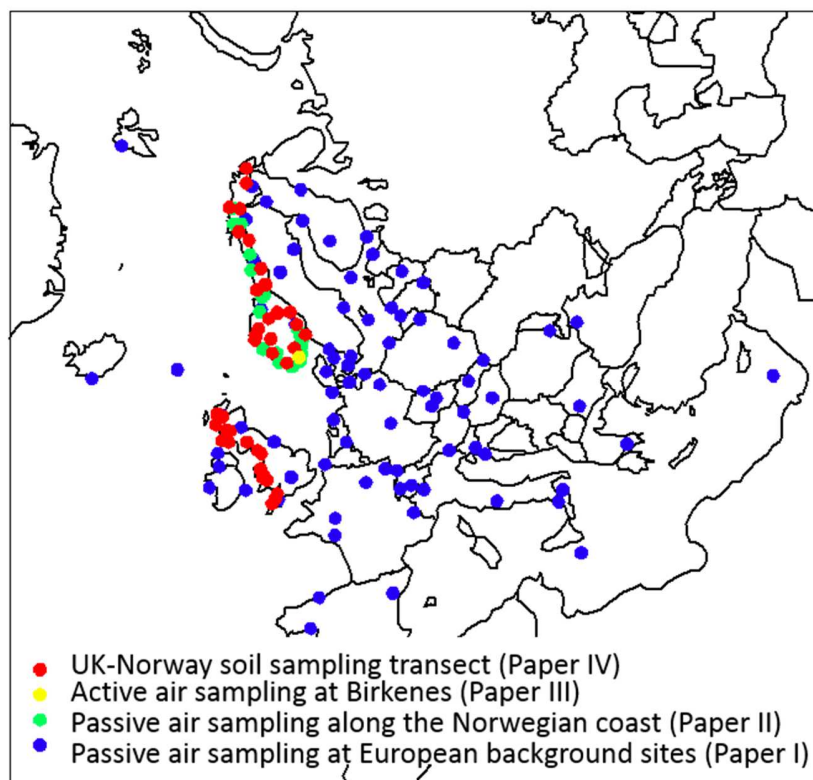 UK-Norway soil sampling transect (Paper IV)
Active air sampling at Birkenes (Paper III)
Passive air sampling along the Norwegian coast (Paper II)
Passive air sampling at European background sites (Paper I)